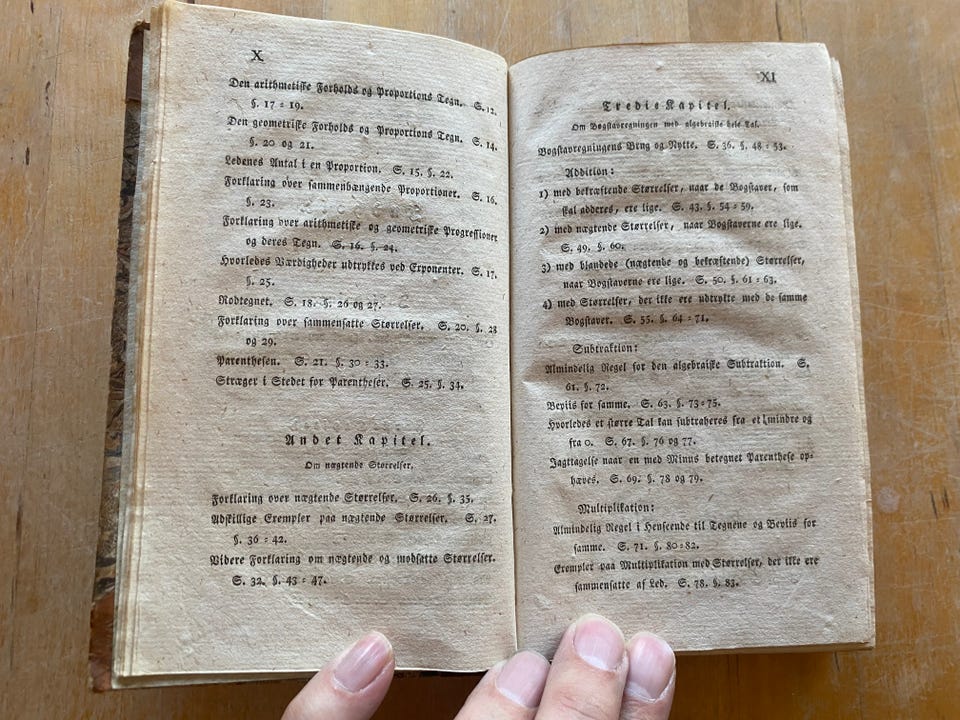 X
Den arithmetiske Forholds og Proportions Tegn. S. 12.
§. 17 = 19.
Den geometriske Forholds og Proportions Tegn. S. 14.
§. 20 og 21.
Ledenes Antal i en Proportion. S. 15. §. 22.
Forklaring over sammenhængende Proportioner. S. 16.
§. 23.
Forklaring over arithmetiske og geometriske Progressioner
og deres Tegn. S. 16. §. 24.
Hvorledes Værdigheder udtrykkes ved Exponenter. S. 17.
§. 25.
Rodtegnet. S. 18. §. 26 og 27.
Forklaring over sammensatte Størrelser. S. 20. §. 28
og 29.
Parenthesen. S. 21. §. 30 = 33.
Stræger i Stedet for Parentheser. S. 25. §. 34.
Andet Kapitel.
Om nægtende Størrelser.
Forklaring over nægtende Størrelser. S. 26. §. 35.
Adskillige Exempler paa nægtende Størrelser. S. 27.
§. 36 = 42.
Videre Forklaring om nægtende og modsatte Størrelser.
S. 32. §. 43 = 47.
XI
Tredie Kapitel.
Om Bogstavregningen med algebraiske hele Tal.
Bogstavregningens Brug og Nytte. S. 36. §. 48 = 53.
Addition:
1) med bekræftende Størrelser, naar de Bogstaver, som
skal adderes, ere lige. S. 43. §. 54 = 59.
2) med nægtende Størrelser, naar Bogstaverne ere lige.
S. 49. §. 60.
3) med blandede (nægtende og bekræftende) Størrelser,
naar Bogstaverne ere lige. S. 50. §. 61 = 63.
4) med Størrelser, der ikke ere udtrykte med de samme
Bogstaver. S. 55. §. 64 = 71.
Subtraktion:
Almindelig Regel for den algebraiske Subtraktion. S.
61. §. 72.
Beviis for samme. S. 63. §. 73 = 75.
Hvorledes et større Tal kan subtraheres fra et mindre og
fra 0. S. 67. §. 76 og 77.
Jagttagelse naar en med Minus betegnet Parenthese op=
hæves. S. 69. §. 78 og 79.
Multiplikation:
Almindelig Regel i Henseende til Tegnene og Beviis for
samme. S. 71. §. 80=82.
Exempler paa Multiplikation med Størrelser, der ikke ere
sammensatte af Led. S. 78. §. 83.